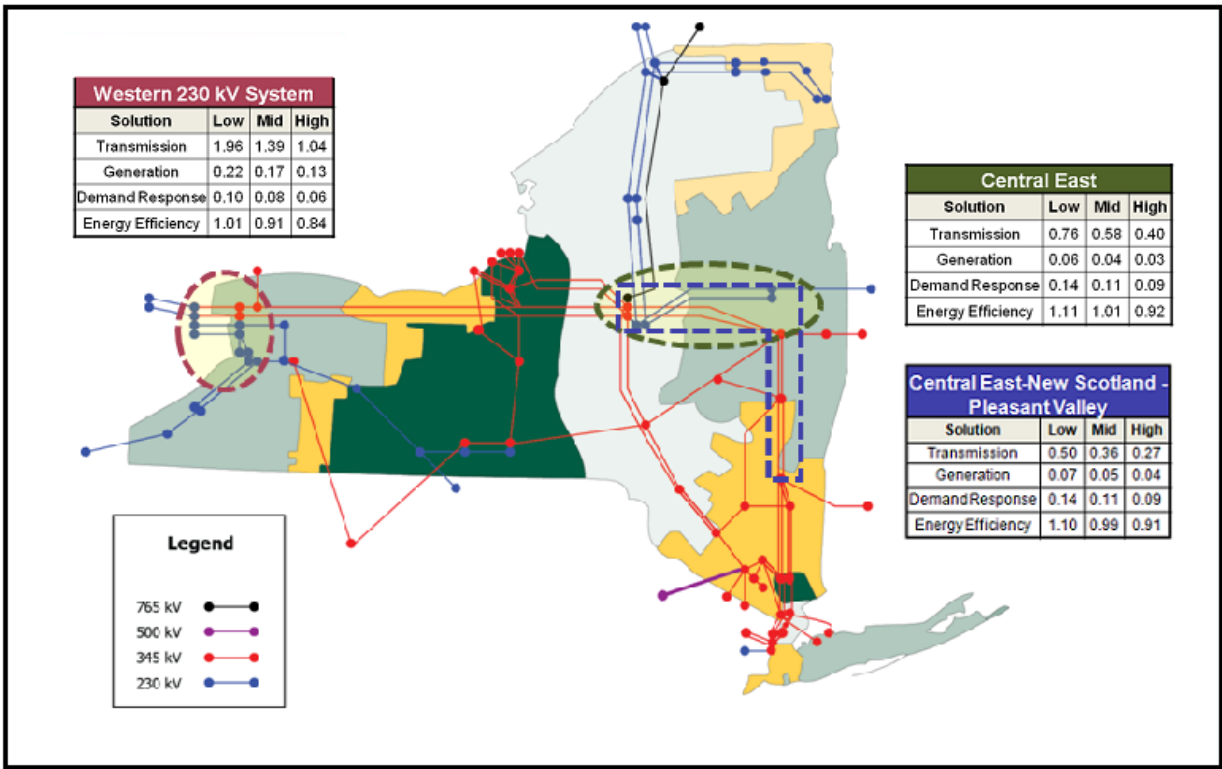 Western 230 kV System
Solution Low Mid High
Transmission 1.96 1.39 1.04
Generation 0.22 0.17 0.13
Demand Response 0.10 0.08 0.06
Energy Efficiency 1.01 0.91 0.84
Central East
Solution Low Mid High
Transmission 0.76 0.58 0.40
Generation 0.06 0.04 0.03
Demand Response 0.14 0.11 0.09
Energy Efficiency 1.11 1.01 0.92
Central East-New Scotland -
Pleasant Valley
Solution Low Mid High
Transmission 0.50 0.36 0.27
Generation 0.07 0.05 0.04
Demand Response 0.14 0.11 0.09
Energy Efficiency 1.10 0.99 0.91
Legend
765 kV
500 kV
345 kV
230 kV